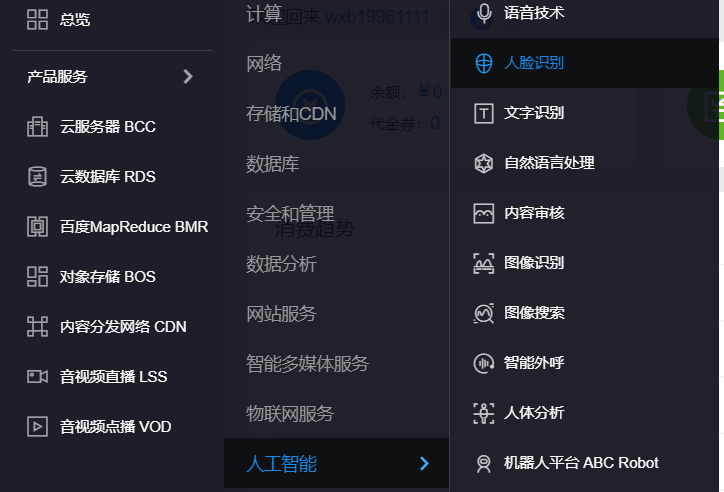 总览
产品服务
云服务器 BCC
云数据库 RDS
百度MapReduce BMR
对象存储 BOS
内容分发网络 CDN
音视频直播 LSS
音视频点播 VOD
计算
回来 wxb19961111
网络
余额：￥0
存储和CDN
代金券：0
数据库
安全和管理
消费趋势
数据分析
网站服务
智能多媒体服务
物联网服务
人工智能
语音技术
人脸识别
文字识别
自然语言处理
内容审核
图像识别
图像搜索
智能外呼
人体分析
机器人平台 ABC Robot